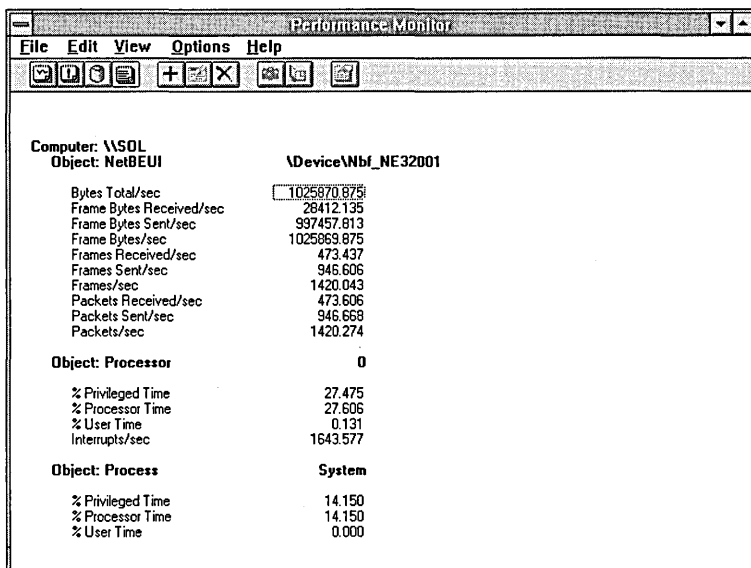 Performance Monitor
File Edit View Options Help
Computer: \\SOL
Object: NetBEUI \Device\Nbf_NE32001
Bytes Total/sec 1025870.875
Frame Bytes Received/sec 28412.135
Frame Bytes Sent/sec 997457.813
Frame Bytes/sec 1025869.875
Frames Received/sec 473.437
Frames Sent/sec 946.606
Frames/sec 1420.043
Packets Received/sec 473.606
Packets Sent/sec 946.668
Packets/sec 1420.274
Object: Processor 0
% Privileged Time 27.475
% Processor Time 27.606
% User Time 0.131
Interrupts/sec 1643.577
Object: Process System
% Privileged Time 14.150
% Processor Time 14.150
% User Time 0.000